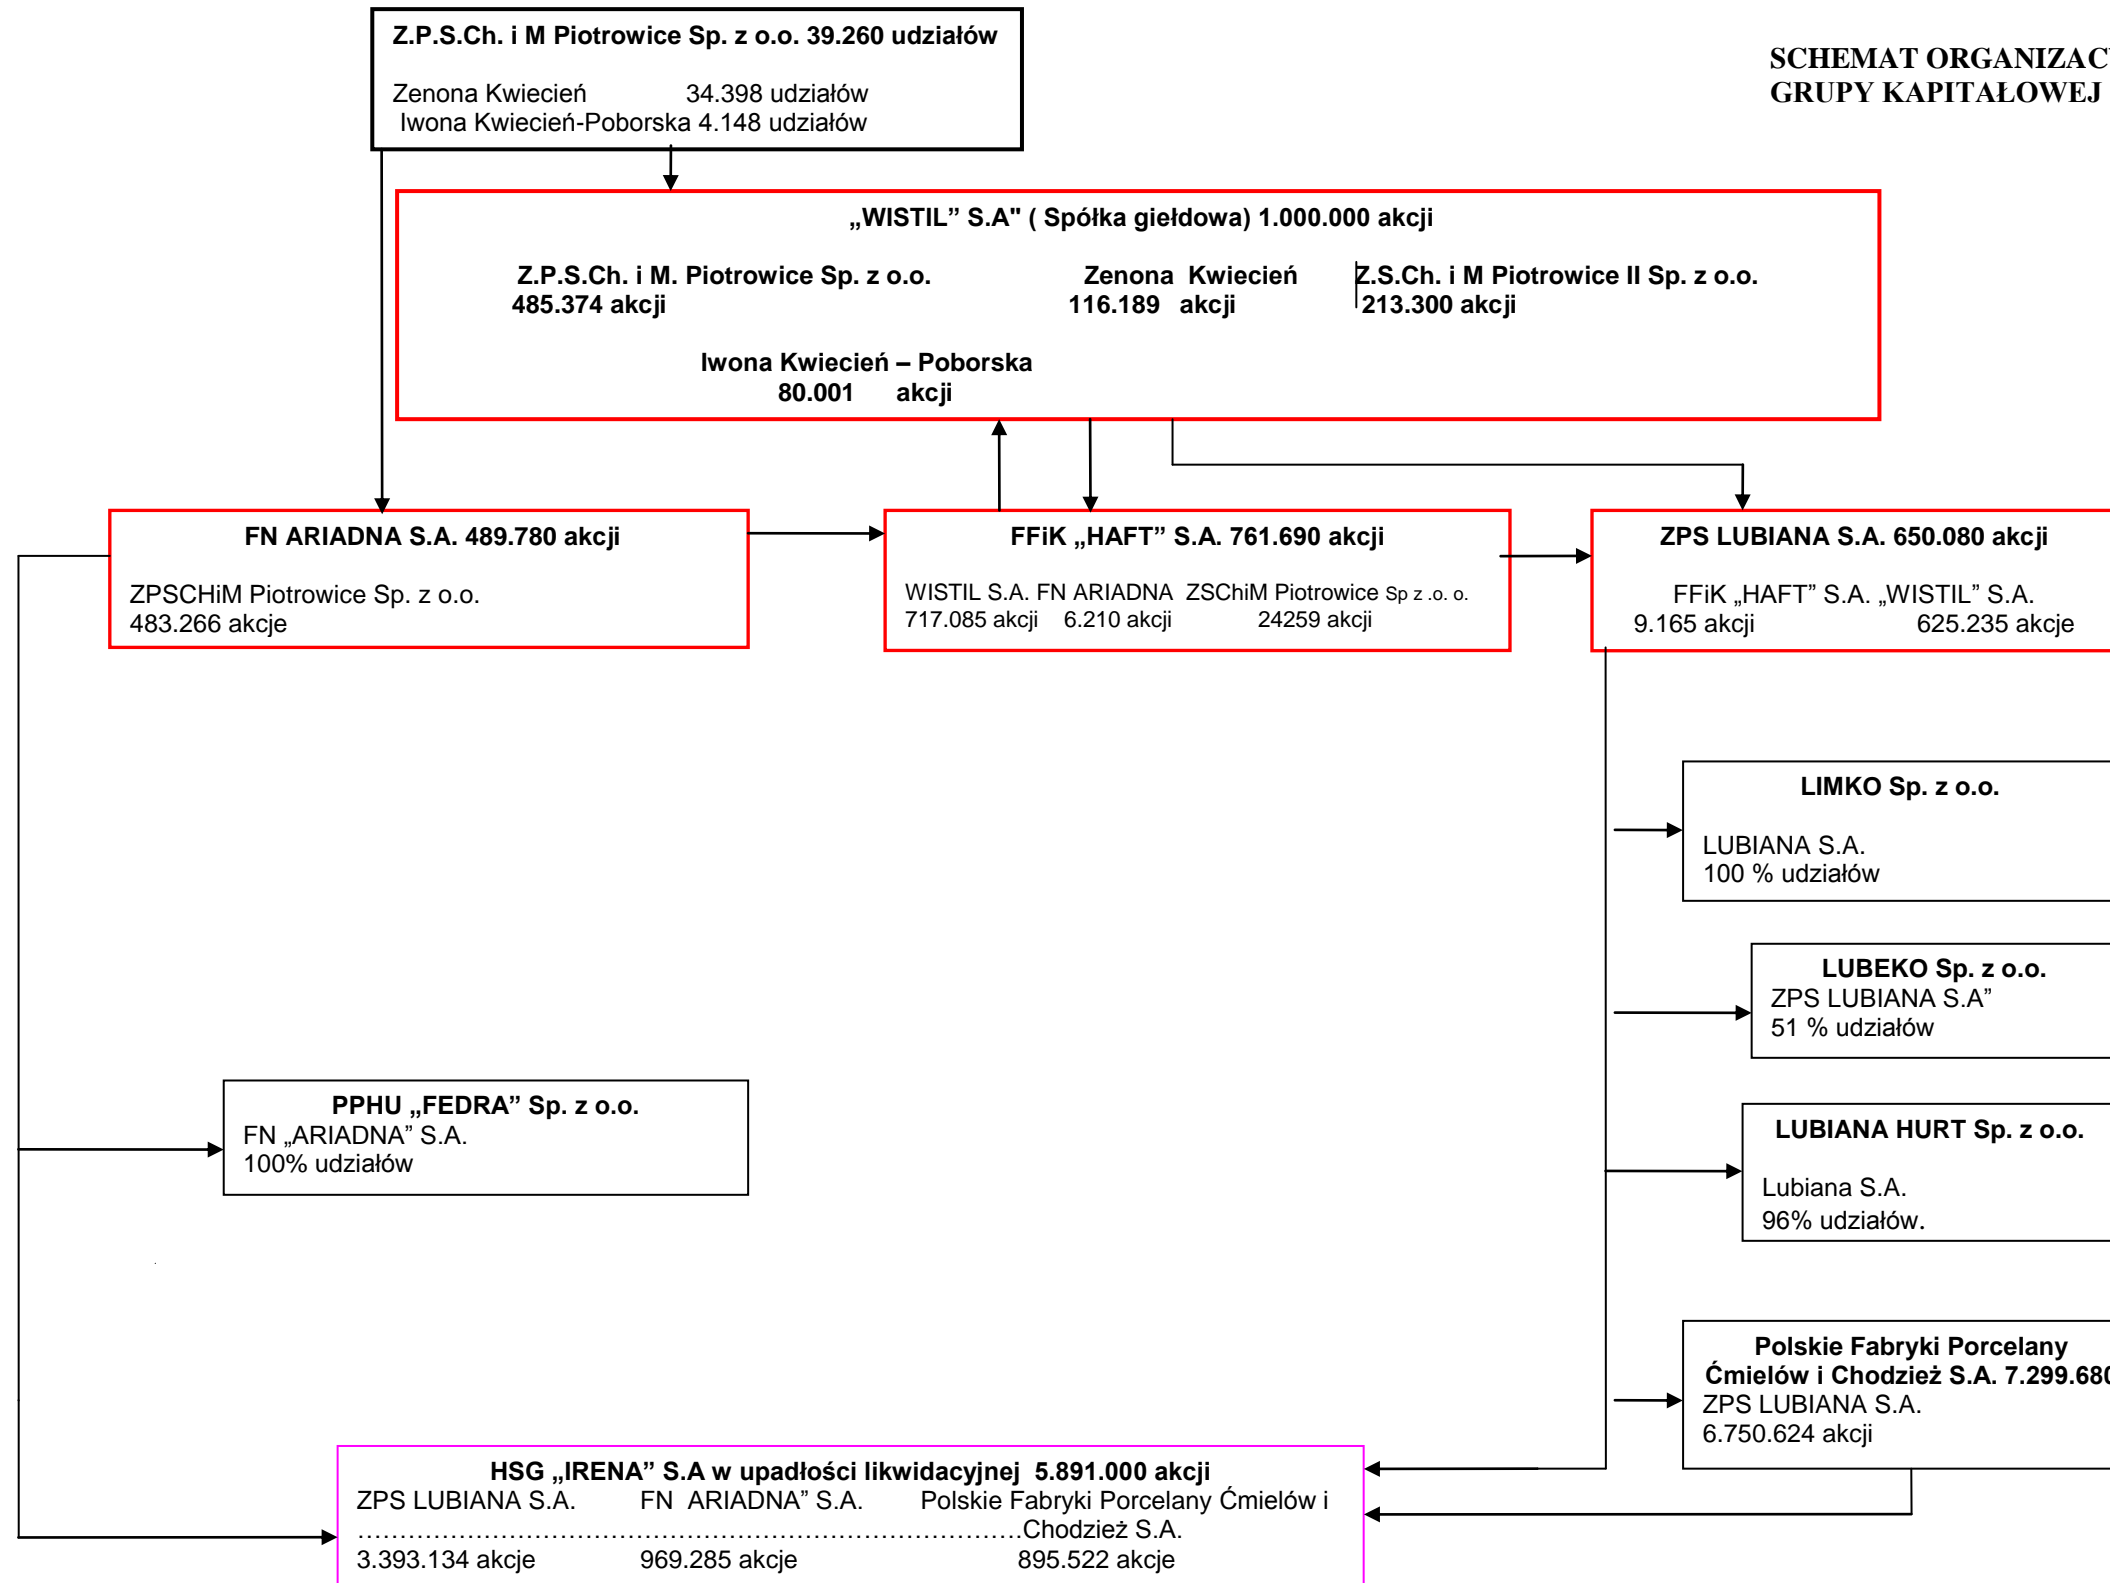 Z.P.S.Ch. i M Piotrowice Sp. z o.o. 39.260 udziałów
Zenona Kwiecień 34.398 udziałów
Iwona Kwiecień-Poborska 4.148 udziałów
SCHEMAT ORGANIZAC
GRUPY KAPITAŁOWEJ
„WISTIL” S.A" ( Spółka giełdowa) 1.000.000 akcji
Z.P.S.Ch. i M. Piotrowice Sp. z o.o. Zenona Kwiecień Z.S.Ch. i M Piotrowice II Sp. z o.o.
485.374 akcji 116.189 akcji 213.300 akcji
Iwona Kwiecień – Poborska
80.001 akcji
FN ARIADNA S.A. 489.780 akcji
ZPSCHiM Piotrowice Sp. z o.o.
483.266 akcje
FFiK „HAFT” S.A. 761.690 akcji
WISTIL S.A. FN ARIADNA ZSChiM Piotrowice Sp z .o. o.
717.085 akcji 6.210 akcji 24259 akcji
ZPS LUBIANA S.A. 650.080 akcji
FFiK „HAFT” S.A. „WISTIL” S.A.
9.165 akcji 625.235 akcje
LIMKO Sp. z o.o.
LUBIANA S.A.
100 % udziałów
LUBEKO Sp. z o.o.
ZPS LUBIANA S.A”
51 % udziałów
PPHU „FEDRA” Sp. z o.o.
FN „ARIADNA” S.A.
100% udziałów
LUBIANA HURT Sp. z o.o.
Lubiana S.A.
96% udziałów.
Polskie Fabryki Porcelany
Ćmielów i Chodzież S.A. 7.299.680
ZPS LUBIANA S.A.
6.750.624 akcji
HSG „IRENA” S.A w upadłości likwidacyjnej 5.891.000 akcji
ZPS LUBIANA S.A. FN ARIADNA” S.A. Polskie Fabryki Porcelany Ćmielów i
…………………………………………………………………….Chodzież S.A.
3.393.134 akcje 969.285 akcje 895.522 akcje